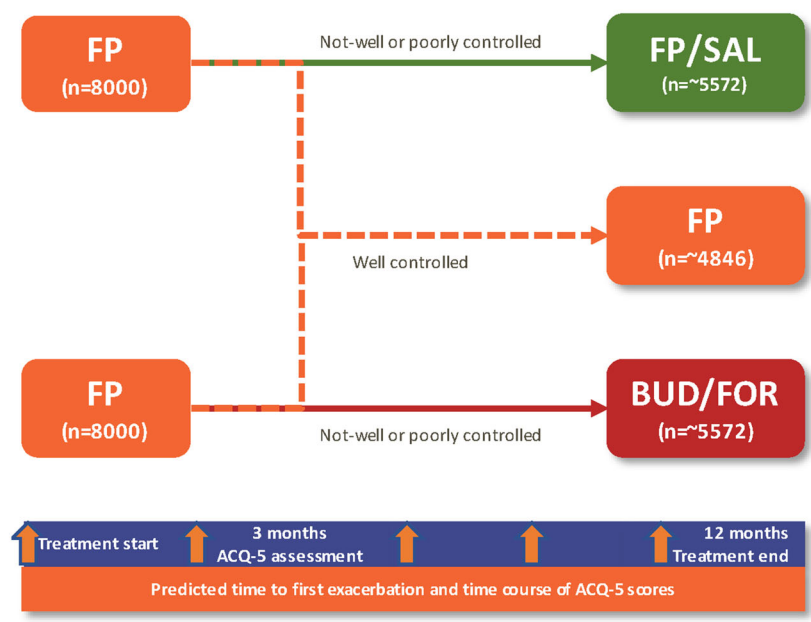 FP
(n=8000)
Not-well or poorly controlled
FP/SAL
(n=~5572)
FP
(n=~4846)
Well controlled
FP
(n=8000)
Not-well or poorly controlled
BUD/FOR
(n=~5572)
Treatment start
3 months
ACQ-5 assessment
12 months
Treatment end
Predicted time to first exacerbation and time course of ACQ-5 scores